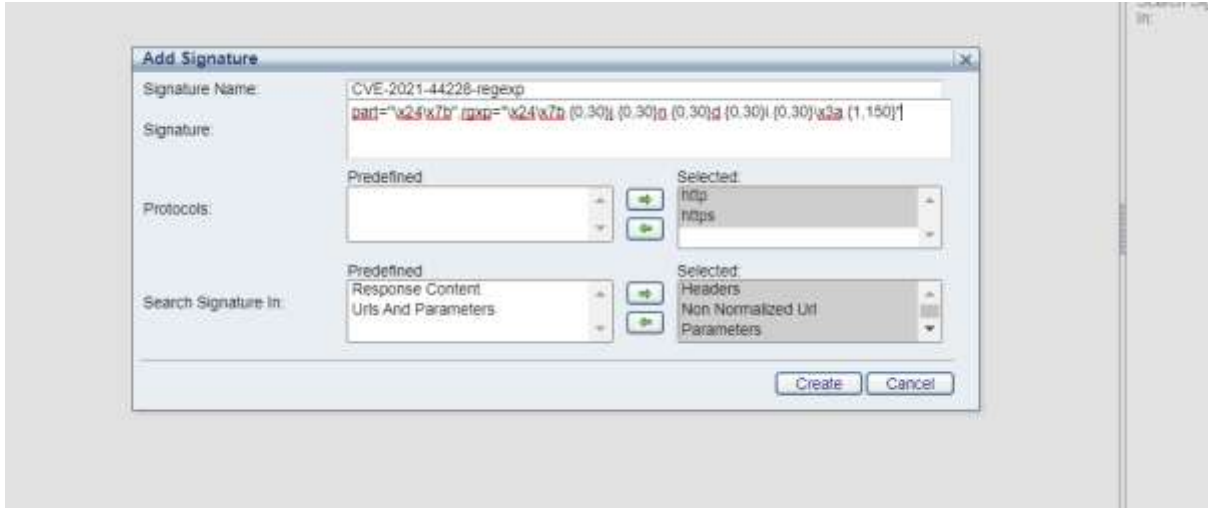 Add Signature
Signature Name: CVE-2021-44228-regexp
Signature: part="\x24\x7b",rgxp="\x24\x7b.{0,30}j.{0,30}n.{0,30}d.{0,30}i.{0,30}\x3a.{1,150}"
Protocols:
Predefined
Selected:
http
https
Search Signature In:
Predefined
Response Content
Urls And Parameters
Selected:
Headers
Non Normalized Url
Parameters
Create Cancel
In: